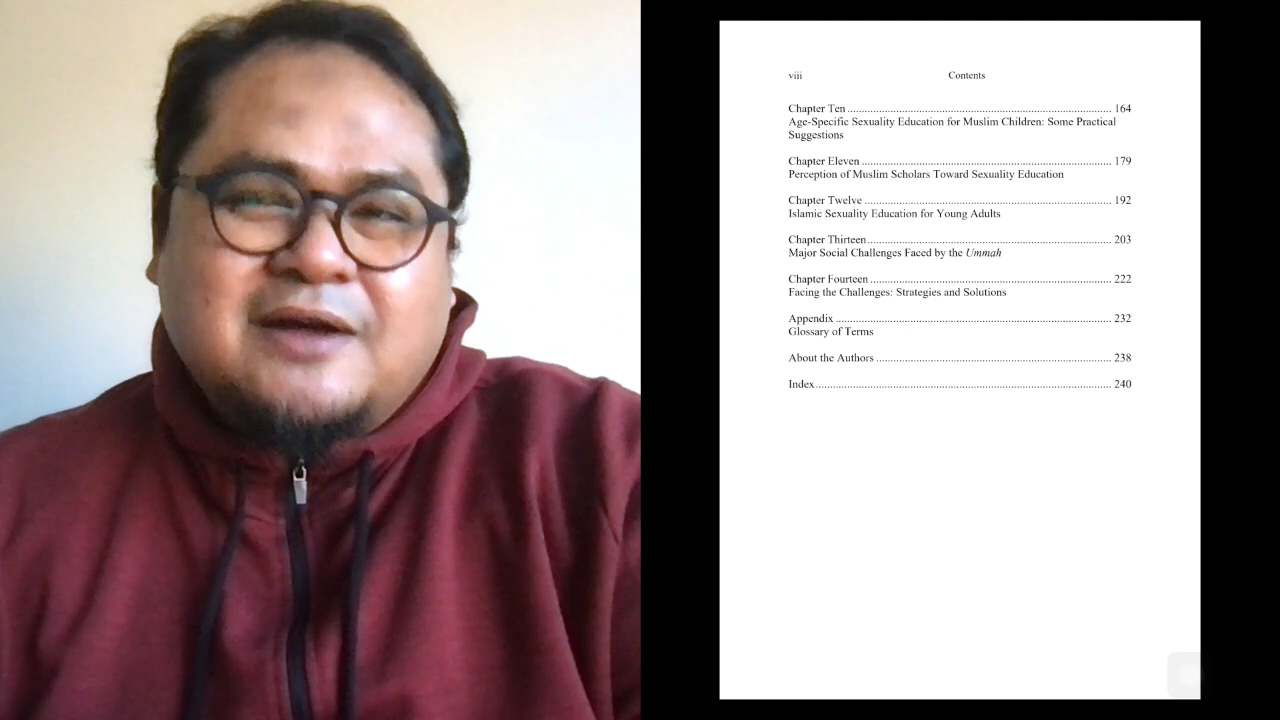 viii Contents
Chapter Ten ........................................................................................... 164
Age-Specific Sexuality Education for Muslim Children: Some Practical
Suggestions
Chapter Eleven ...................................................................................... 179
Perception of Muslim Scholars Toward Sexuality Education
Chapter Twelve ..................................................................................... 192
Islamic Sexuality Education for Young Adults
Chapter Thirteen .................................................................................... 203
Major Social Challenges Faced by the Ummah
Chapter Fourteen ................................................................................... 222
Facing the Challenges: Strategies and Solutions
Appendix ............................................................................................... 232
Glossary of Terms
About the Authors ................................................................................. 238
Index ...................................................................................................... 240